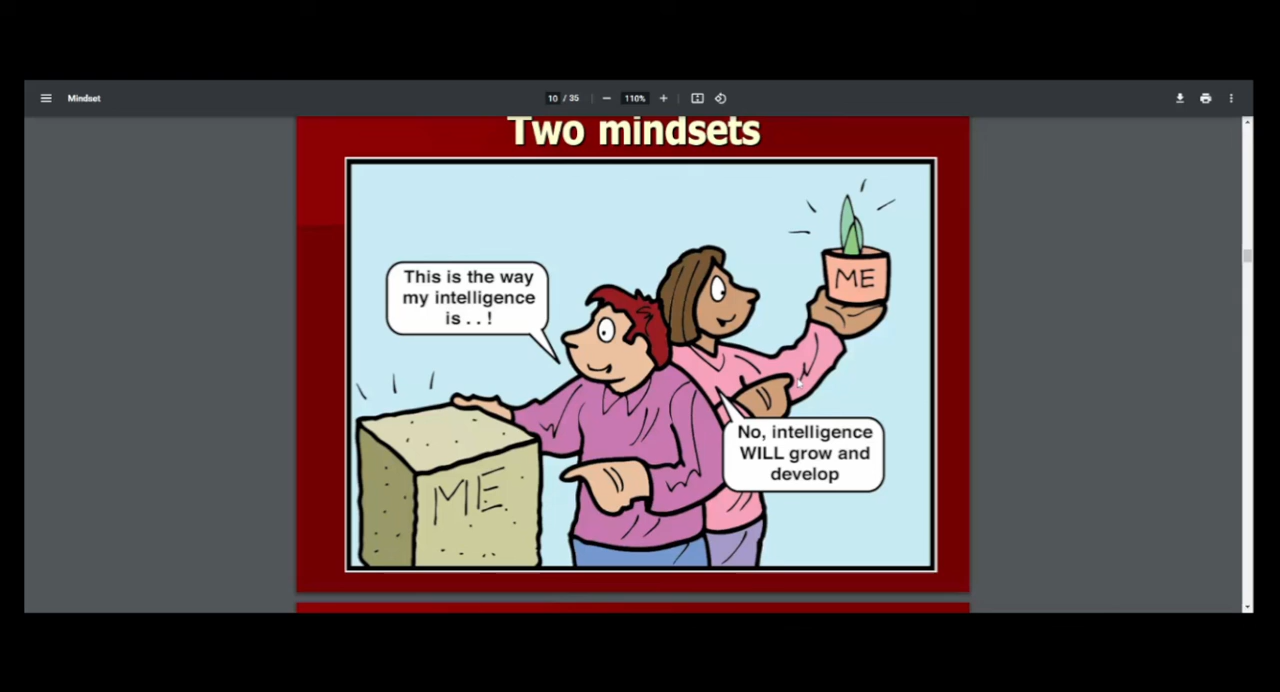 Mindset
10 / 35
110%
Two mindsets
This is the way
my intelligence
is . . !
ME
ME
No, intelligence
WILL grow and
develop